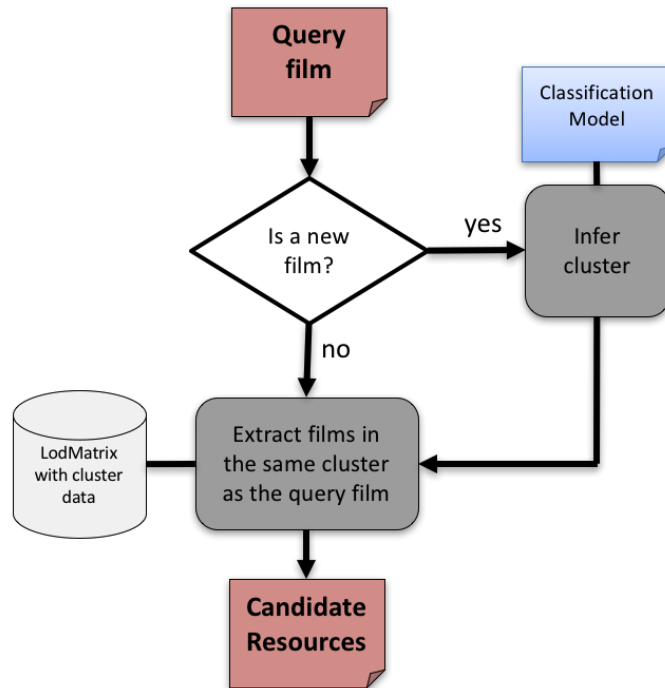 Query
film
Classification
Model
Is a new
film?
yes
Infer
cluster
no
LodMatrix
with cluster
data
Extract films in
the same cluster
as the query film
Candidate
Resources